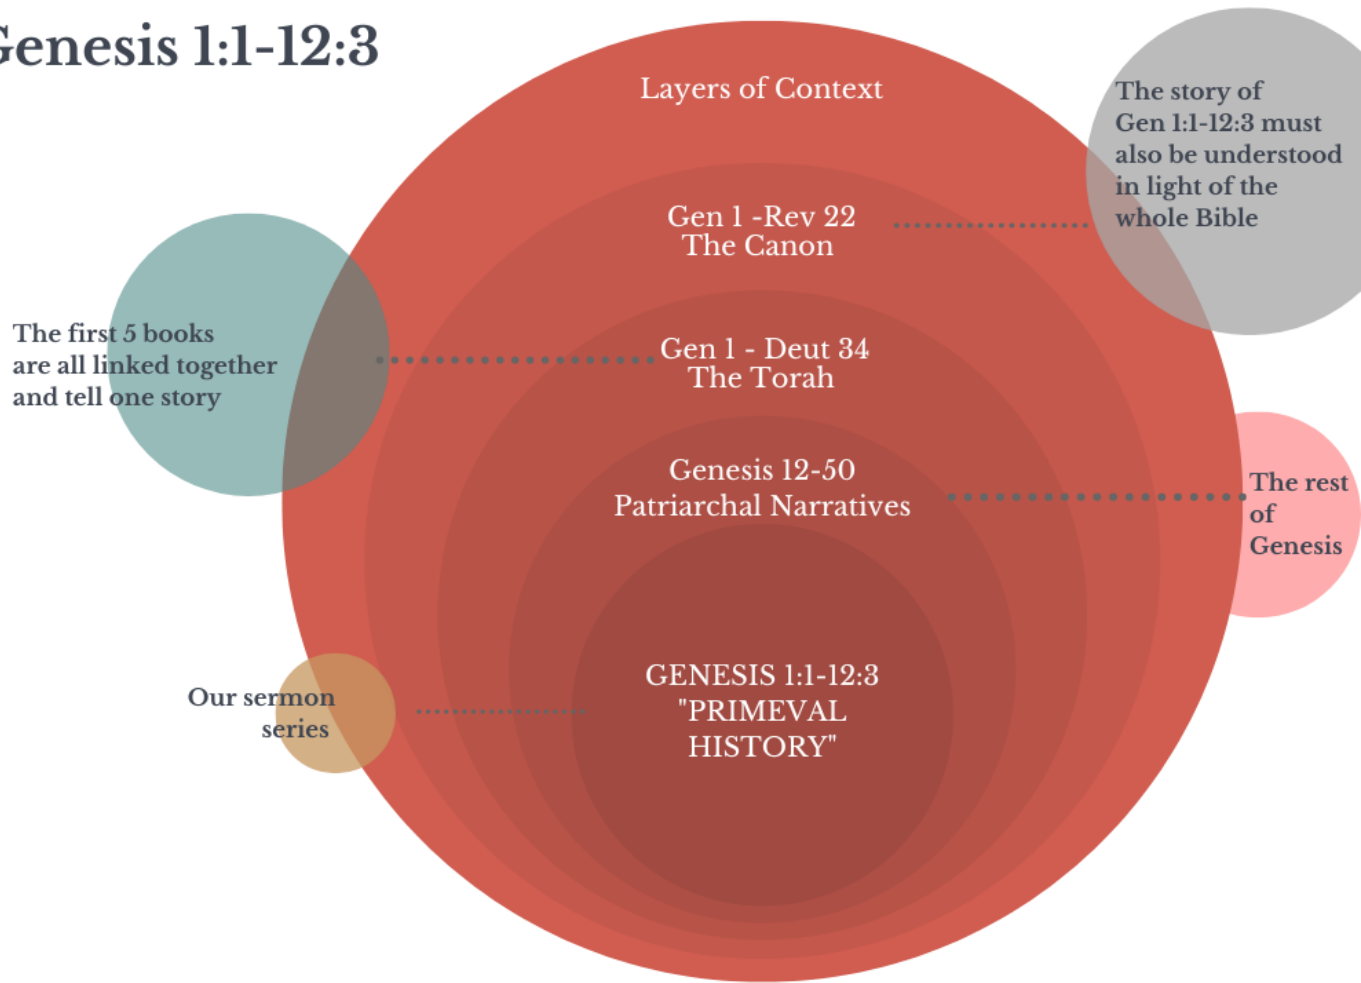 Genesis 1:1-12:3
Layers of Context
The story of
Gen 1:1-12:3 must
also be understood
in light of the
whole Bible
Gen 1 -Rev 22
The Canon
The first 5 books
are all linked together
and tell one story
Gen 1 - Deut 34
The Torah
Genesis 12-50
Patriarchal Narratives
The rest
of
Genesis
Our sermon
series
GENESIS 1:1-12:3
"PRIMEVAL
HISTORY"